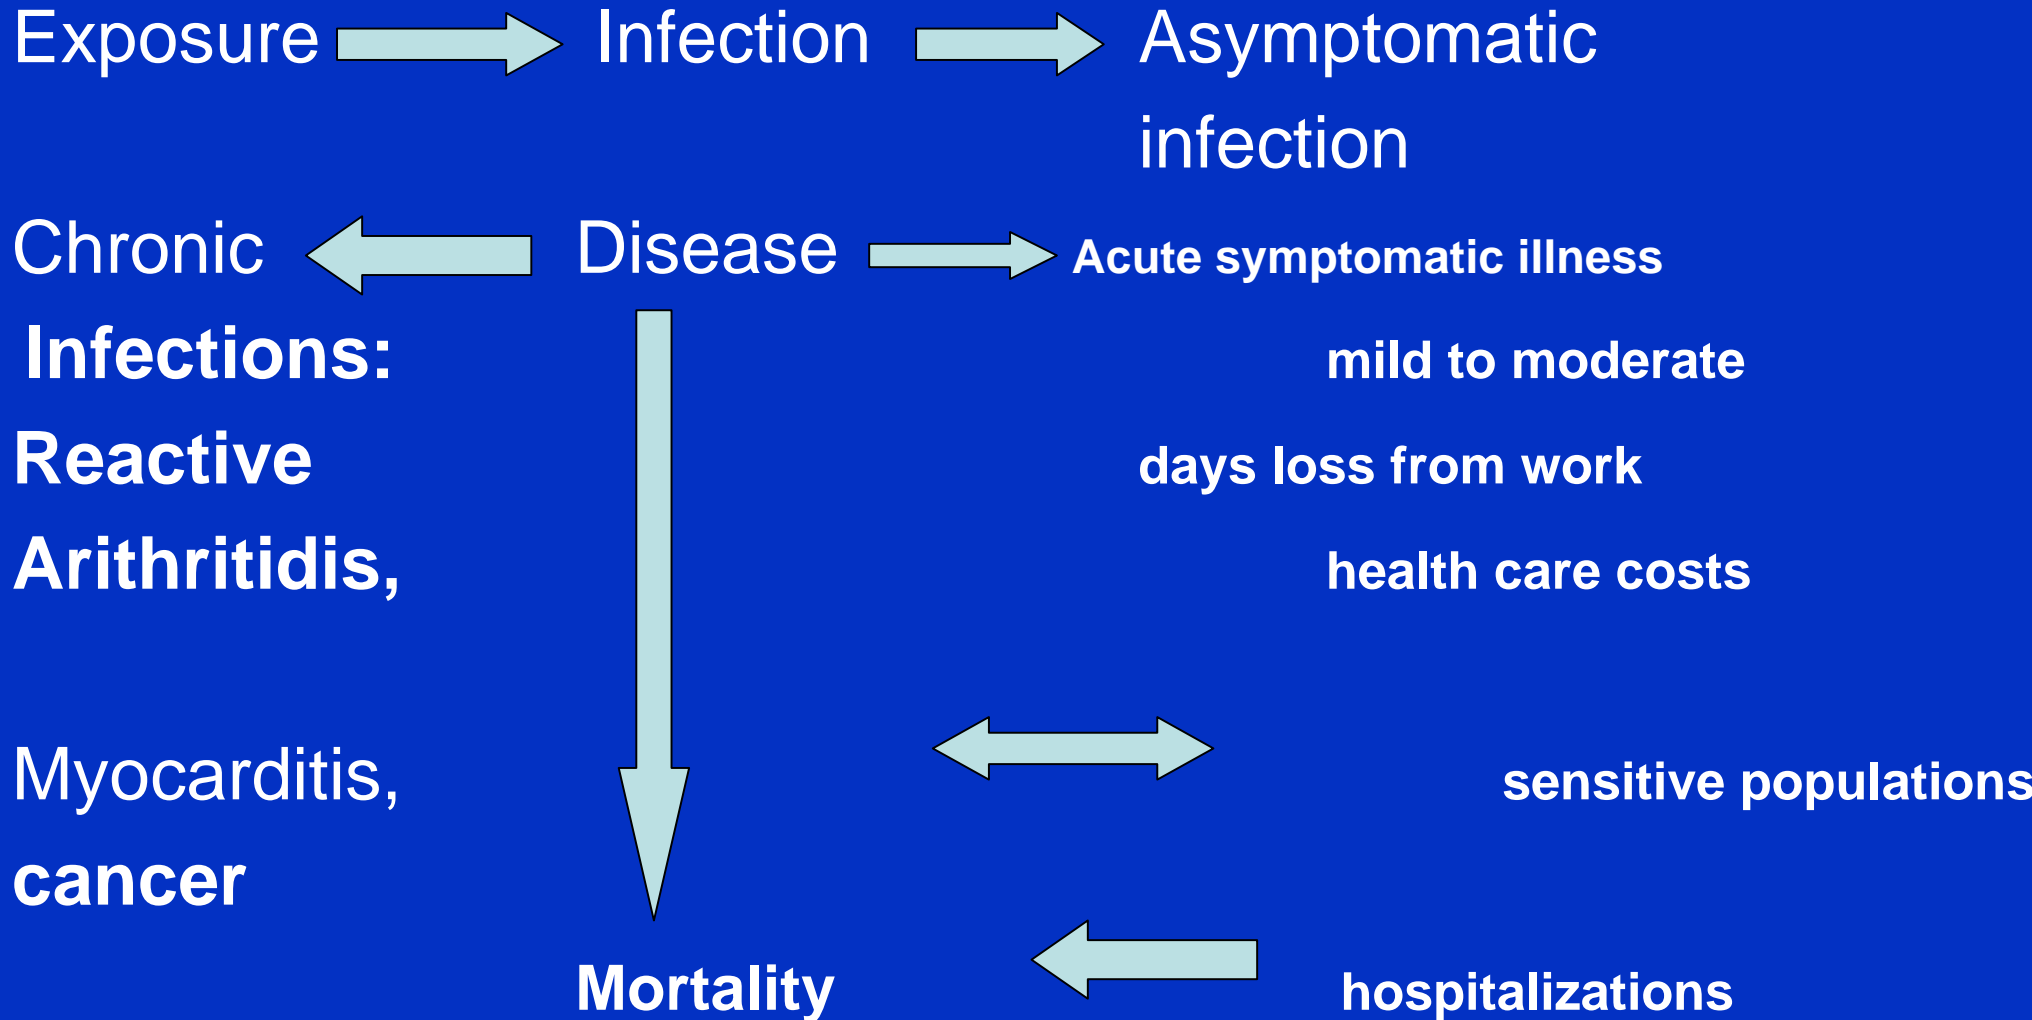 Exposure Infection Asymptomatic
infection
Chronic Disease Acute symptomatic illness
Infections: mild to moderate
Reactive days loss from work
Arithritidis, health care costs
Myocarditis, sensitive populations
cancer
Mortality hospitalizations